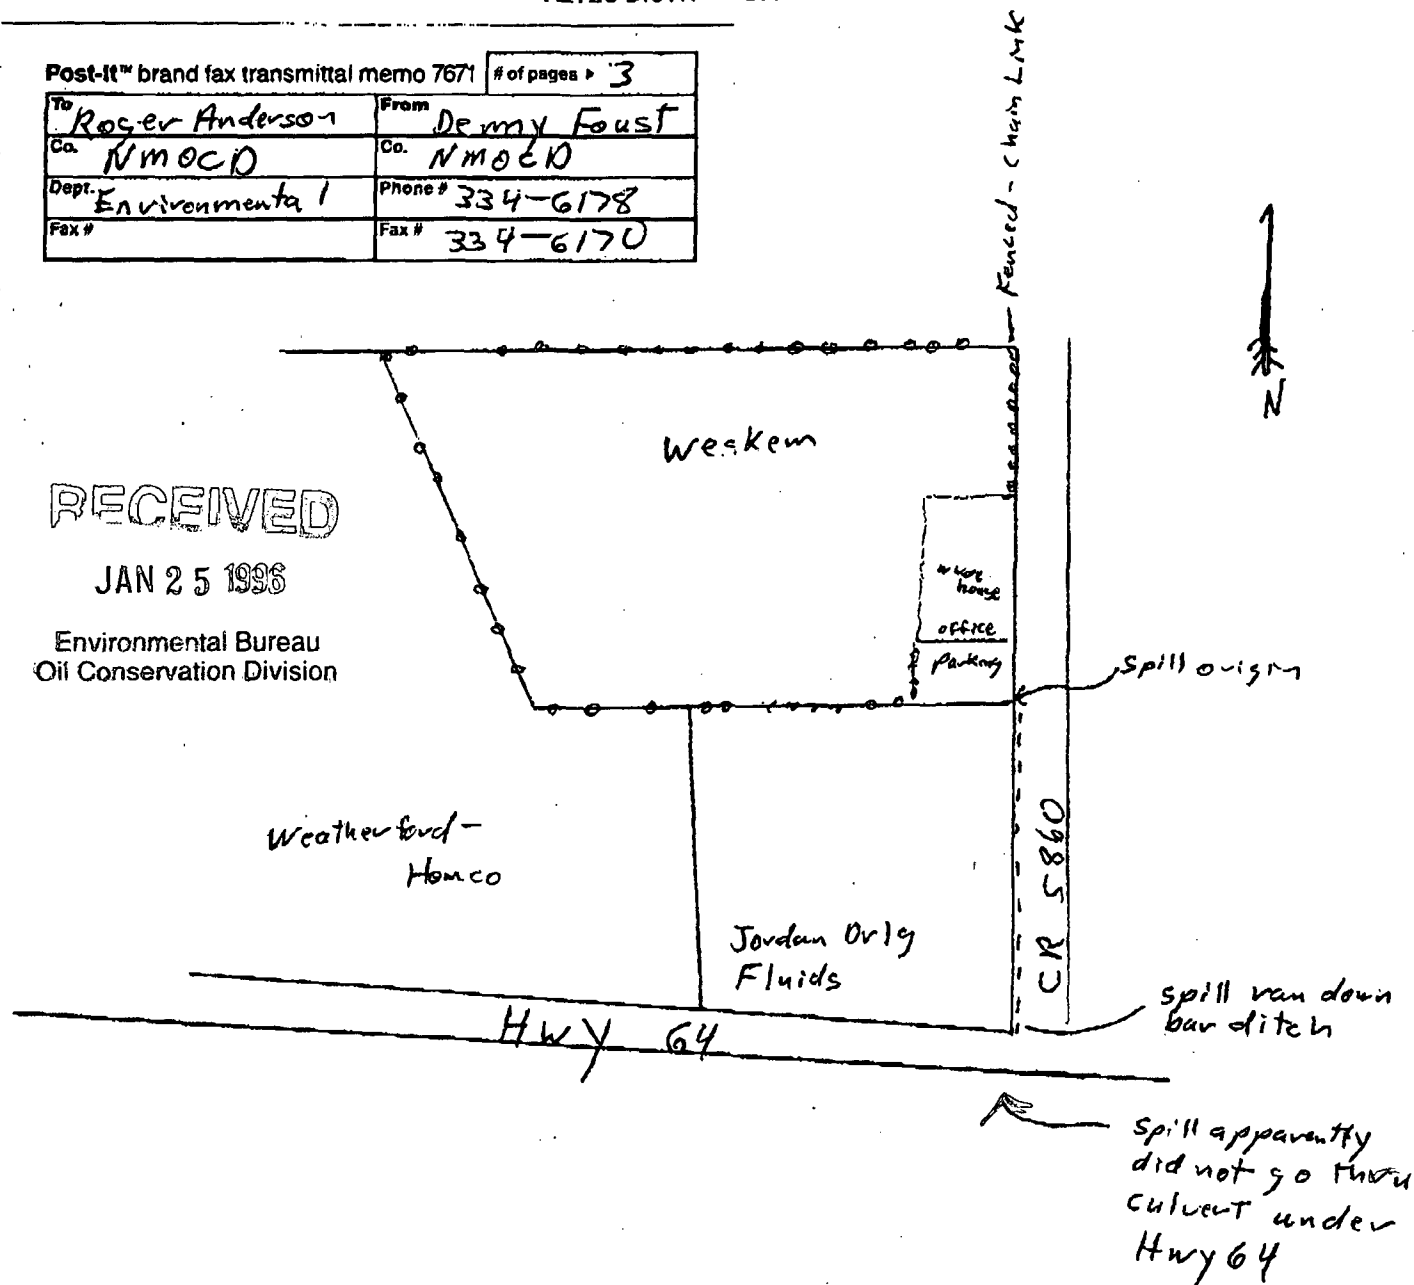 Post-it™ brand fax transmittal memo 7671 # of pages ▸ 3
To Roger Anderson From Denny Foust
Co. NMOCD Co. NMOCD
Dept. Environmental Phone # 334-6178
Fax # Fax # 334-6170
Fenced - Chain Link
N
Weskem
RECEIVED
JAN 25 1996
Environmental Bureau
Oil Conservation Division
ware
house
office
parking
spill origin
Weatherford-
Homco
Jordan Drlg
Fluids
CR 5860
Hwy 64
spill ran down
bar ditch
spill apparently
did not go thru
culvert under
Hwy 64